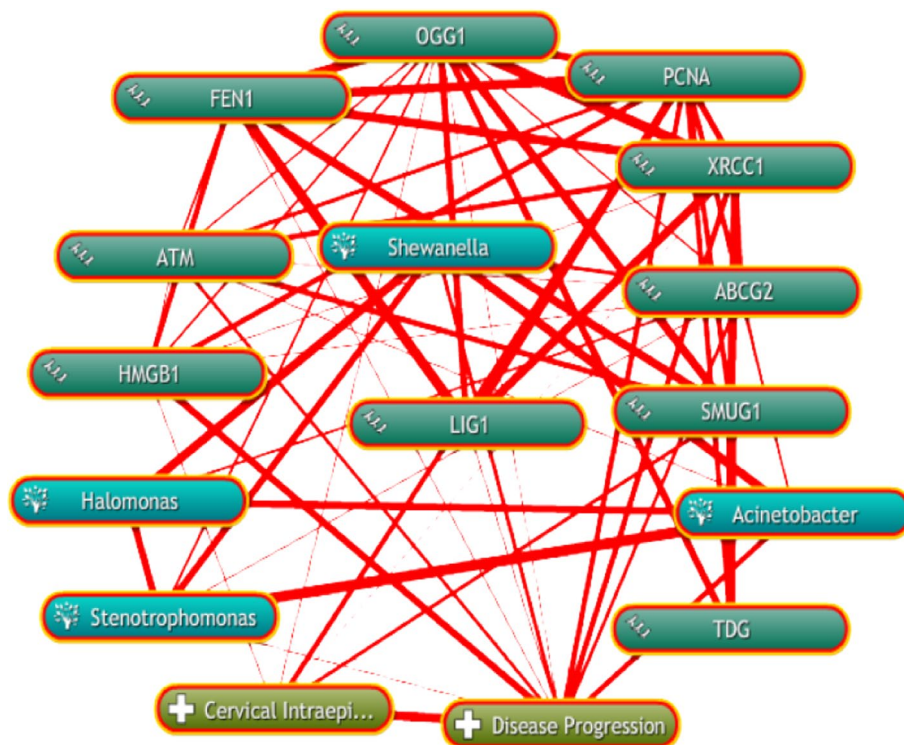 OGG1
PCNA
FEN1
XRCC1
Shewanella
ATM
ABCG2
HMGB1
SMUG1
LIG1
Halomonas
Acinetobacter
Stenotrophomonas
TDG
Cervical Intraepi...
Disease Progression